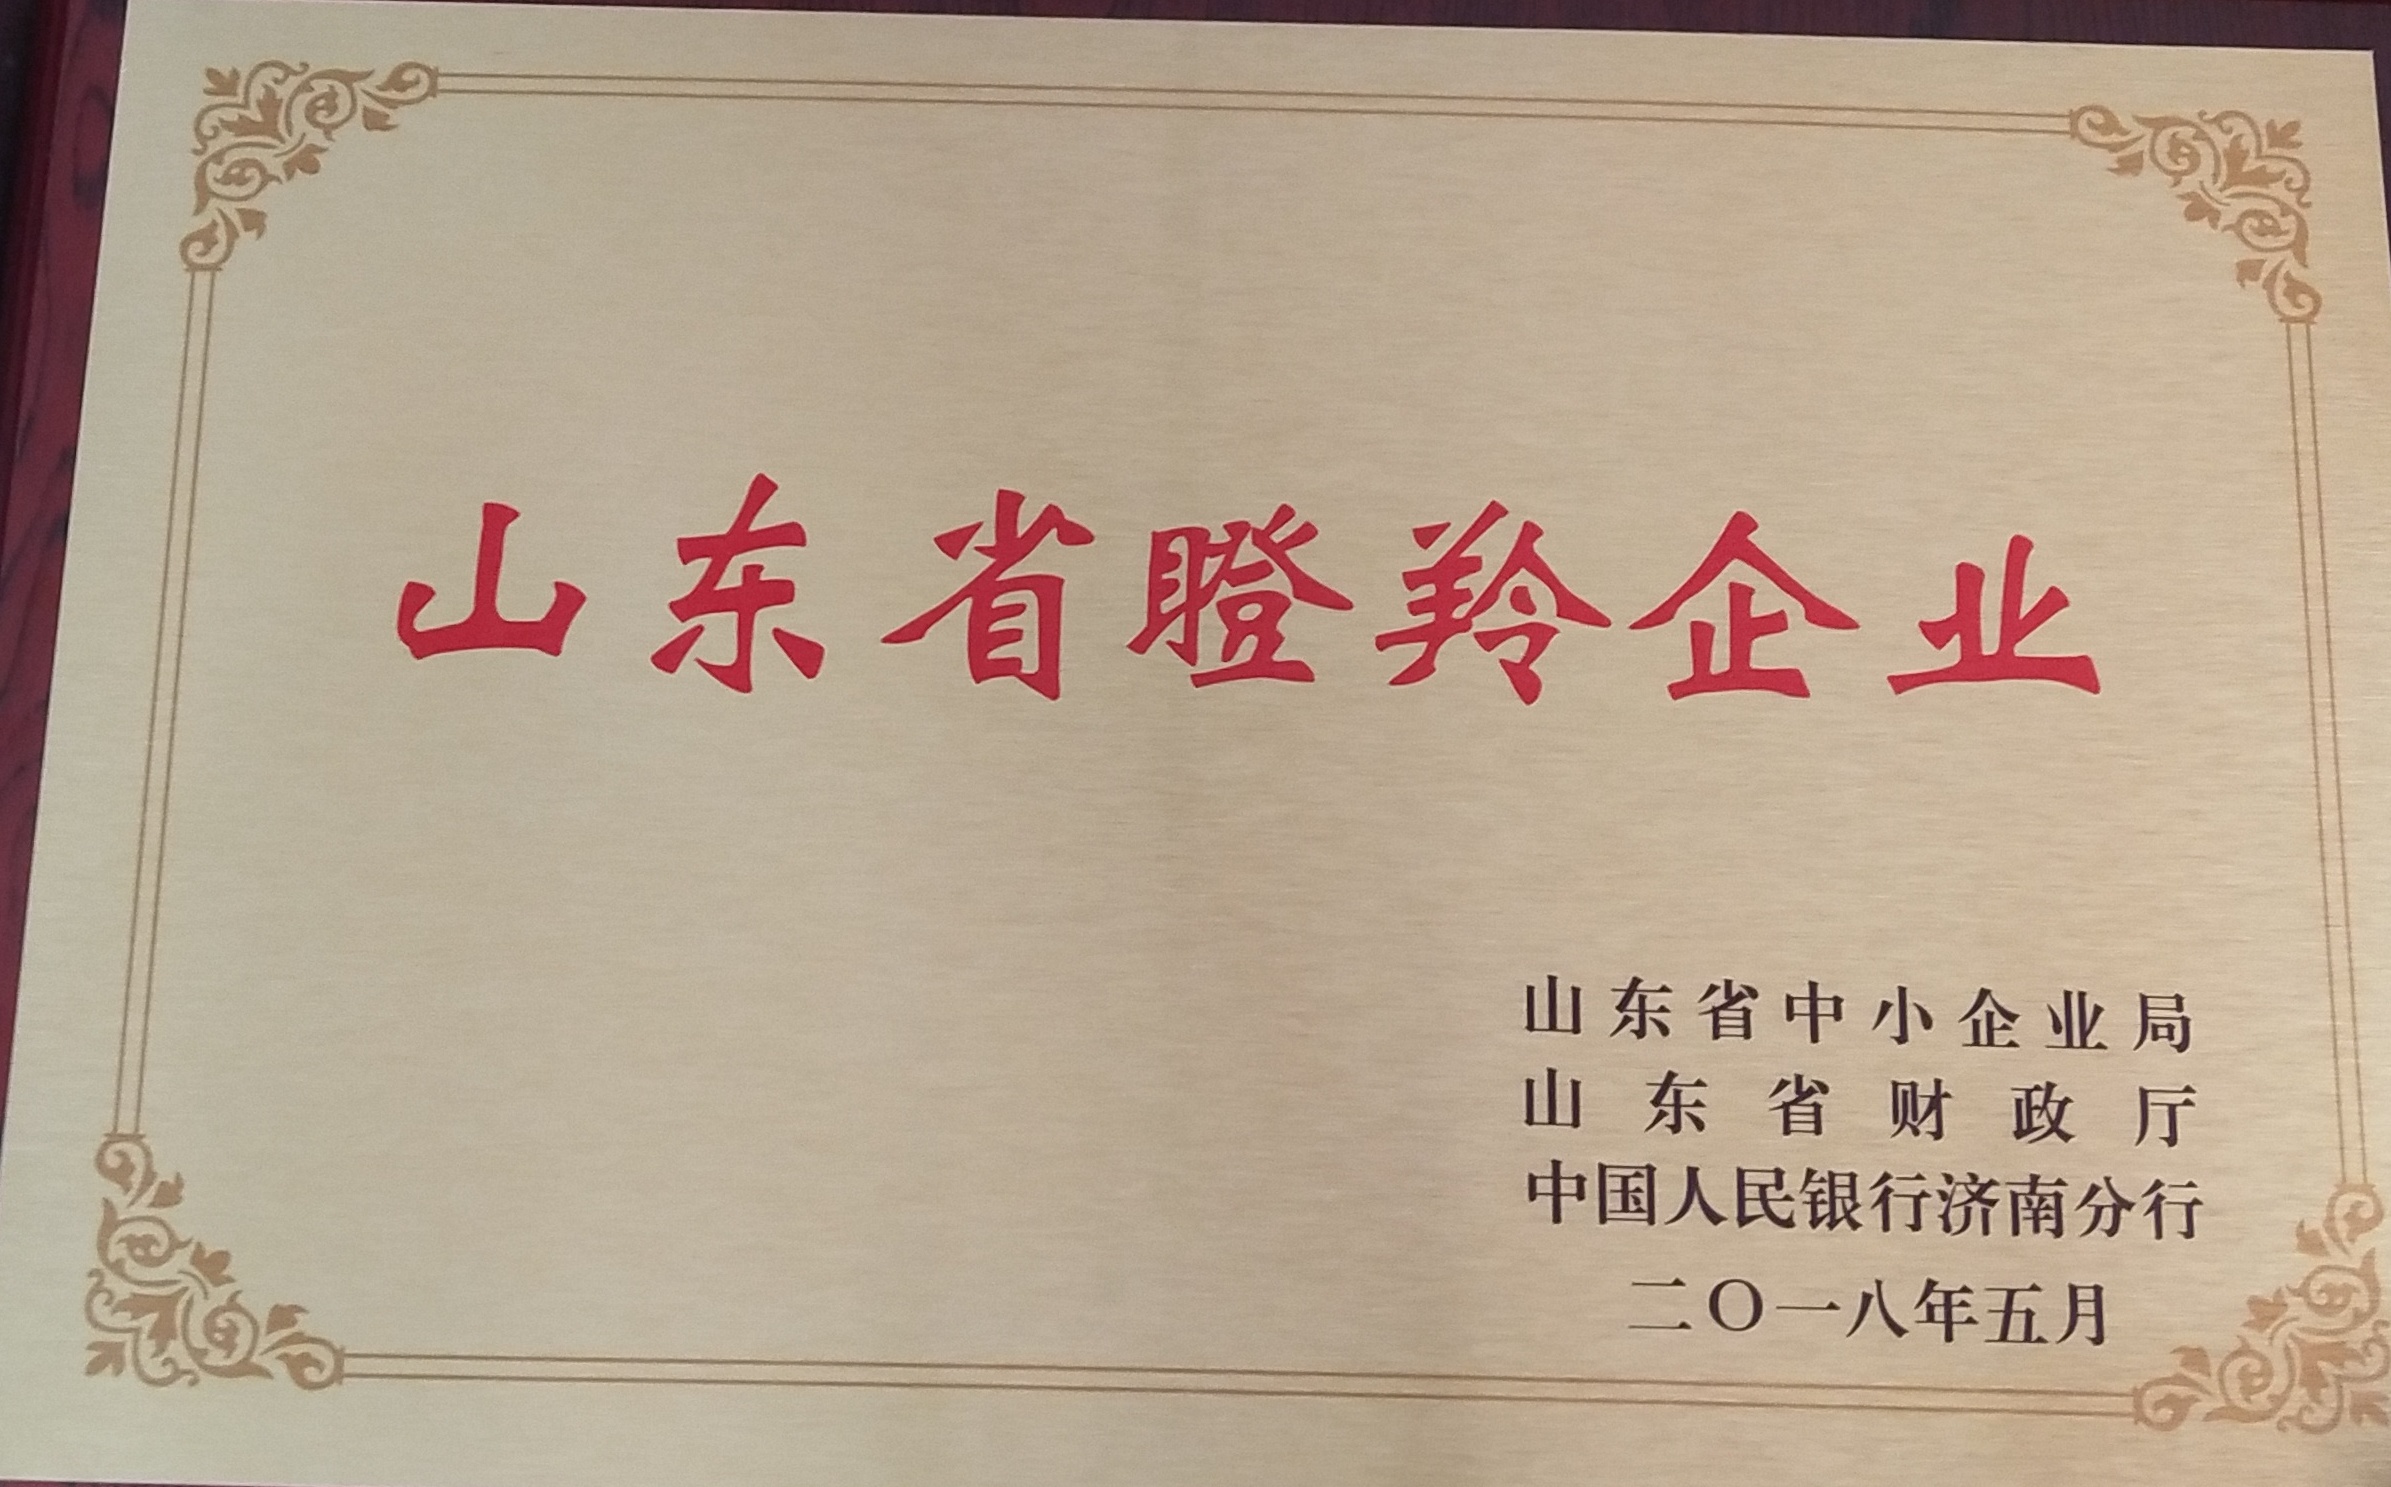 山东省瞪羚企业
山东省中小企业局
山东省财政厅
中国人民银行济南分行
二〇一八年五月